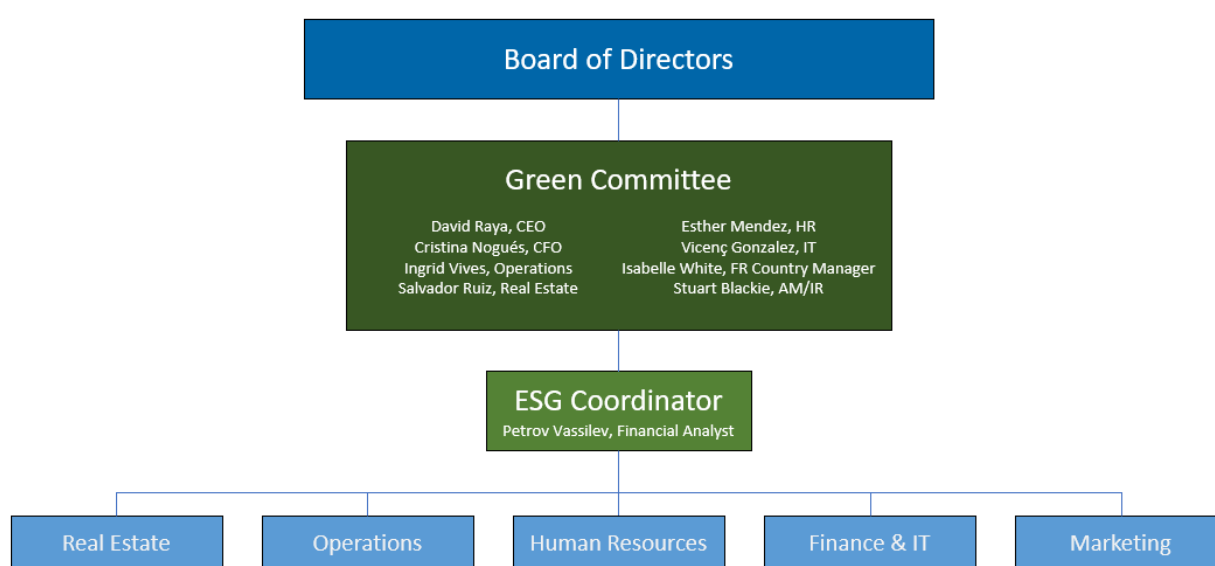 Board of Directors
Green Committee
David Raya, CEO
Cristina Nogués, CFO
Ingrid Vives, Operations
Salvador Ruiz, Real Estate
Esther Mendez, HR
Vicenç Gonzalez, IT
Isabelle White, FR Country Manager
Stuart Blackie, AM/IR
ESG Coordinator
Petrov Vassilev, Financial Analyst
Real Estate
Operations
Human Resources
Finance & IT
Marketing